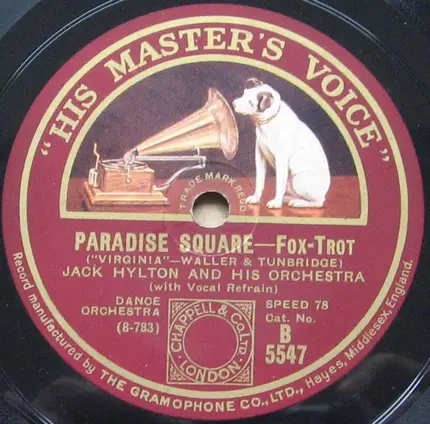 "HIS MASTER'S VOICE"
TRADE MARK REGD
PARADISE SQUARE—FOX-TROT
("VIRGINIA"—WALLER & TUNBRIDGE)
JACK HYLTON AND HIS ORCHESTRA
(with Vocal Refrain)
DANCE
ORCHESTRA
(8-783)
CHAPPELL & CO. LTD.
LONDON
SPEED 78
Cat. No.
B
5547
Record manufactured by THE GRAMOPHONE CO., LTD., Hayes, Middlesex, England.